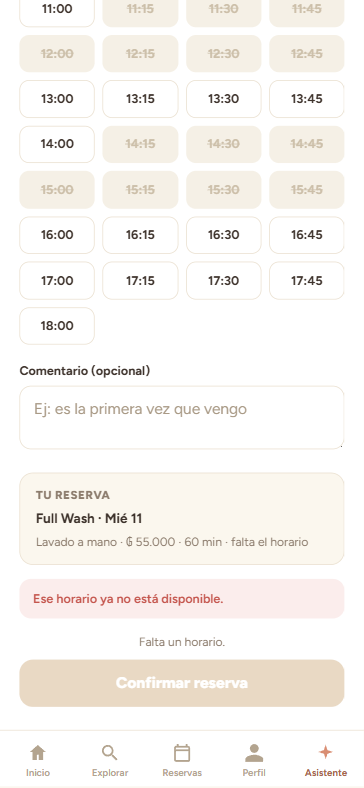 11:00 11:15 11:30 11:45
12:00 12:15 12:30 12:45
13:00 13:15 13:30 13:45
14:00 14:15 14:30 14:45
15:00 15:15 15:30 15:45
16:00 16:15 16:30 16:45
17:00 17:15 17:30 17:45
18:00
Comentario (opcional)
Ej: es la primera vez que vengo
TU RESERVA
Full Wash · Mié 11
Lavado a mano · ₲ 55.000 · 60 min · falta el horario
Ese horario ya no está disponible.
Falta un horario.
Confirmar reserva
Inicio Explorar Reservas Perfil Asistente